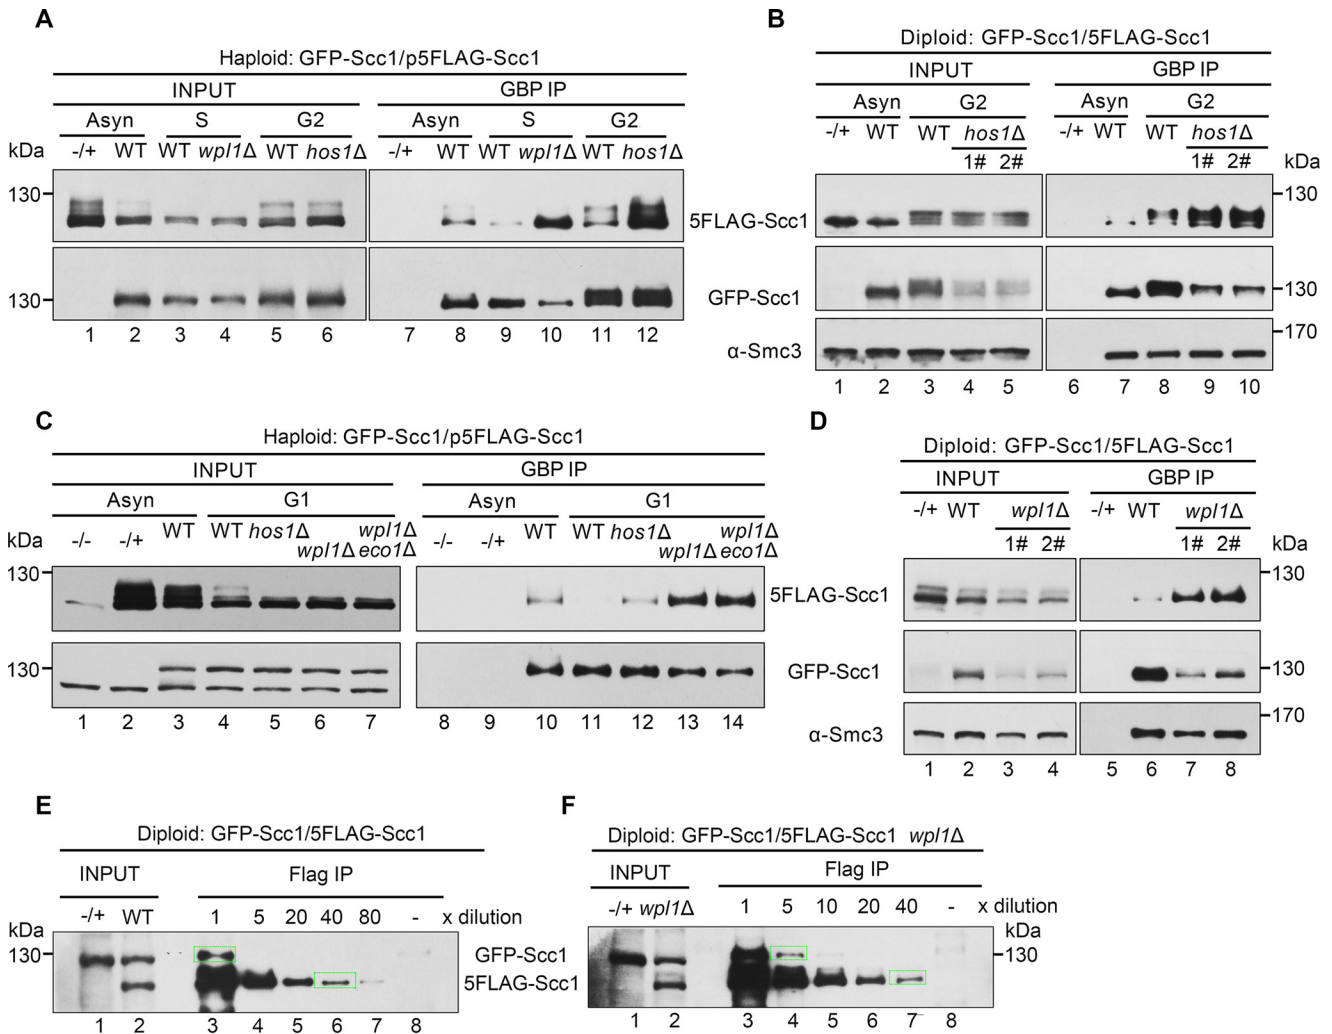 A
Haploid: GFP-Scc1/p5FLAG-Scc1
INPUT GBP IP
Asyn S G2 Asyn S G2
kDa -/+ WT WT wpl1Δ WT hos1Δ -/+ WT WT wpl1Δ WT hos1Δ
130
5FLAG-Scc1
130
GFP-Scc1
1 2 3 4 5 6 7 8 9 10 11 12
B
Diploid: GFP-Scc1/5FLAG-Scc1
INPUT GBP IP
Asyn G2 Asyn G2
-/+ WT WT hos1Δ -/+ WT WT hos1Δ
1# 2# 1# 2# kDa
130
130
170
α-Smc3
1 2 3 4 5 6 7 8 9 10
C
Haploid: GFP-Scc1/p5FLAG-Scc1
INPUT GBP IP
Asyn G1 Asyn G1
kDa -/- -/+ WT WT hos1Δ wpl1Δ wpl1Δ eco1Δ -/- -/+ WT WT hos1Δ wpl1Δ wpl1Δ eco1Δ
130
5FLAG-Scc1
130
GFP-Scc1
1 2 3 4 5 6 7 8 9 10 11 12 13 14
D
Diploid: GFP-Scc1/5FLAG-Scc1
INPUT GBP IP
-/+ WT wpl1Δ -/+ WT wpl1Δ
1# 2# 1# 2# kDa
130
130
170
α-Smc3
1 2 3 4 5 6 7 8
E
Diploid: GFP-Scc1/5FLAG-Scc1
INPUT Flag IP
-/+ WT 1 5 20 40 80 - x dilution
kDa
130
GFP-Scc1
5FLAG-Scc1
1 2 3 4 5 6 7 8
F
Diploid: GFP-Scc1/5FLAG-Scc1 wpl1Δ
INPUT Flag IP
-/+ wpl1Δ 1 5 10 20 40 - x dilution
kDa
130
1 2 3 4 5 6 7 8